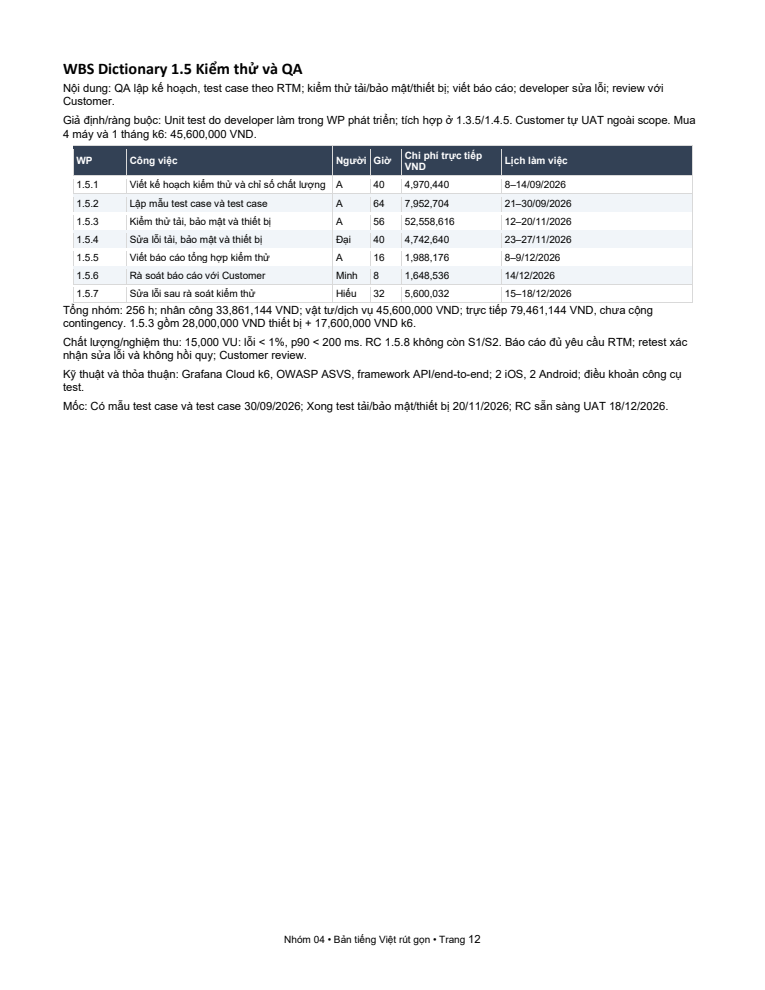 WBS Dictionary 1.5 Kiểm thử và QA
Nội dung: QA lập kế hoạch, test case theo RTM; kiểm thử tải/bảo mật/thiết bị; viết báo cáo; developer sửa lỗi; review với
Customer.
Giả định/ràng buộc: Unit test do developer làm trong WP phát triển; tích hợp ở 1.3.5/1.4.5. Customer tự UAT ngoài scope. Mua
4 máy và 1 tháng k6: 45,600,000 VND.
WP Công việc Người Giờ Chi phí trực tiếp VND Lịch làm việc
1.5.1 Viết kế hoạch kiểm thử và chỉ số chất lượng A 40 4,970,440 8–14/09/2026
1.5.2 Lập mẫu test case và test case A 64 7,952,704 21–30/09/2026
1.5.3 Kiểm thử tải, bảo mật và thiết bị A 56 52,558,616 12–20/11/2026
1.5.4 Sửa lỗi tải, bảo mật và thiết bị Đại 40 4,742,640 23–27/11/2026
1.5.5 Viết báo cáo tổng hợp kiểm thử A 16 1,988,176 8–9/12/2026
1.5.6 Rà soát báo cáo với Customer Minh 8 1,648,536 14/12/2026
1.5.7 Sửa lỗi sau rà soát kiểm thử Hiếu 32 5,600,032 15–18/12/2026
Tổng nhóm: 256 h; nhân công 33,861,144 VND; vật tư/dịch vụ 45,600,000 VND; trực tiếp 79,461,144 VND, chưa cộng
contingency. 1.5.3 gồm 28,000,000 VND thiết bị + 17,600,000 VND k6.
Chất lượng/nghiệm thu: 15,000 VU: lỗi < 1%, p90 < 200 ms. RC 1.5.8 không còn S1/S2. Báo cáo đủ yêu cầu RTM; retest xác
nhận sửa lỗi và không hồi quy; Customer review.
Kỹ thuật và thỏa thuận: Grafana Cloud k6, OWASP ASVS, framework API/end-to-end; 2 iOS, 2 Android; điều khoản công cụ
test.
Mốc: Có mẫu test case và test case 30/09/2026; Xong test tải/bảo mật/thiết bị 20/11/2026; RC sẵn sàng UAT 18/12/2026.
Nhóm 04 • Bản tiếng Việt rút gọn • Trang 12